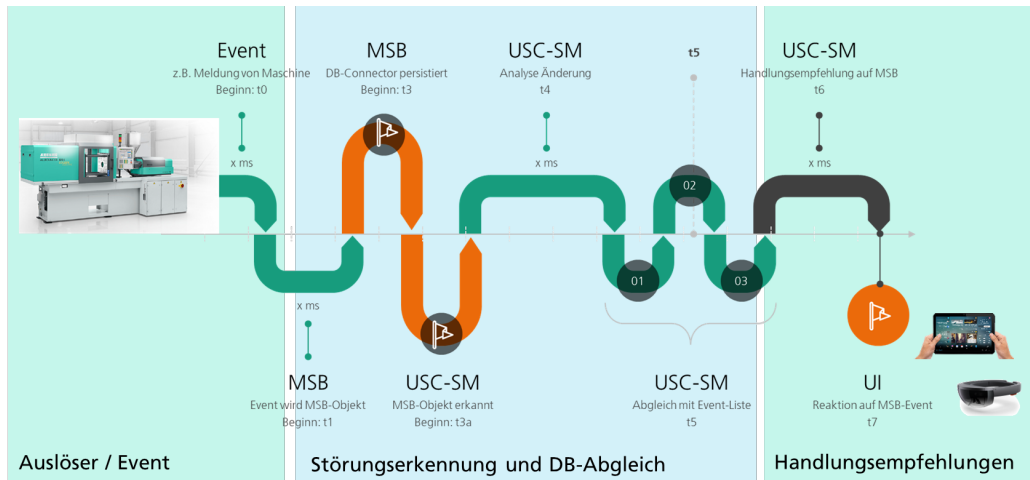 Event
z.B. Meldung von Maschine
Beginn: t0
x ms
MSB
DB-Connector persistiert
Beginn: t3
USC-SM
Analyse Änderung
t4
x ms
t5
USC-SM
Handlungsempfehlung auf MSB
t6
x ms
02
01
03
x ms
MSB
Event wird MSB-Objekt
Beginn: t1
USC-SM
MSB-Objekt erkannt
Beginn: t3a
USC-SM
Abgleich mit Event-Liste
t5
UI
Reaktion auf MSB-Event
t7
Auslöser / Event
Störungserkennung und DB-Abgleich
Handlungsempfehlungen